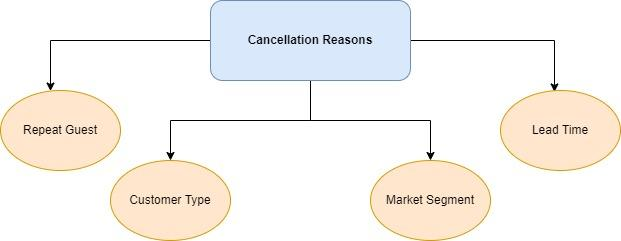 Cancellation Reasons
Repeat Guest
Lead Time
Customer Type
Market Segment